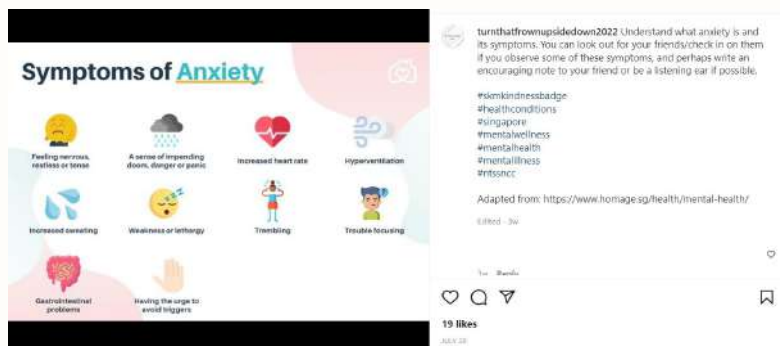 Symptoms of Anxiety
Feeling nervous,
restless or tense
A sense of impending
doom, danger or panic
Increased heart rate
Hyperventilation
Increased sweating
Weakness or lethargy
Trembling
Trouble focusing
Gastrointestinal
problems
Having the urge to
avoid triggers
turnthatfrownupsidedown2022 Understand what anxiety is and
its symptoms. You can look out for your friends/check in on them
if you observe some of these symptoms, and perhaps write an
encouraging note to your friend or be a listening ear if possible.
#skmkindnessbadge
#healthconditions
#singapore
#mentalwellness
#mentalhealth
#mentalillness
#ntssncc
Adapted from: https://www.homage.sg/health/mental-health/
Edited · 3w
19 likes